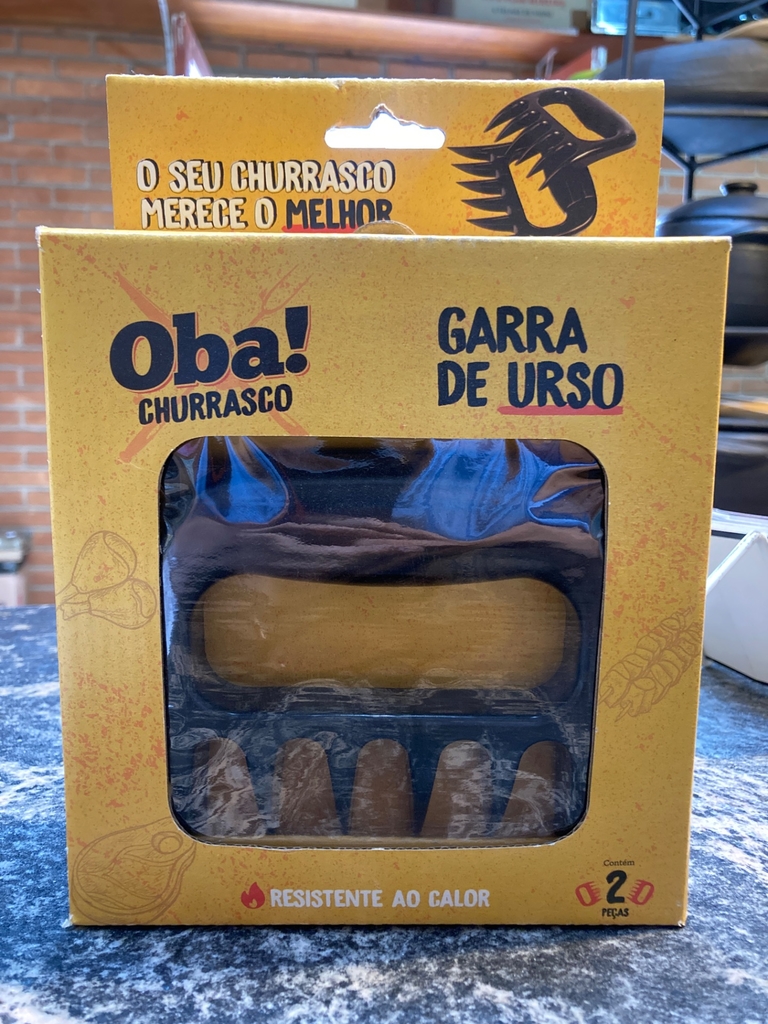 O SEU CHURRASCO
MERECE O MELHOR
Oba!
CHURRASCO
GARRA
DE URSO
RESISTENTE AO CALOR
Contém
2
PEÇAS